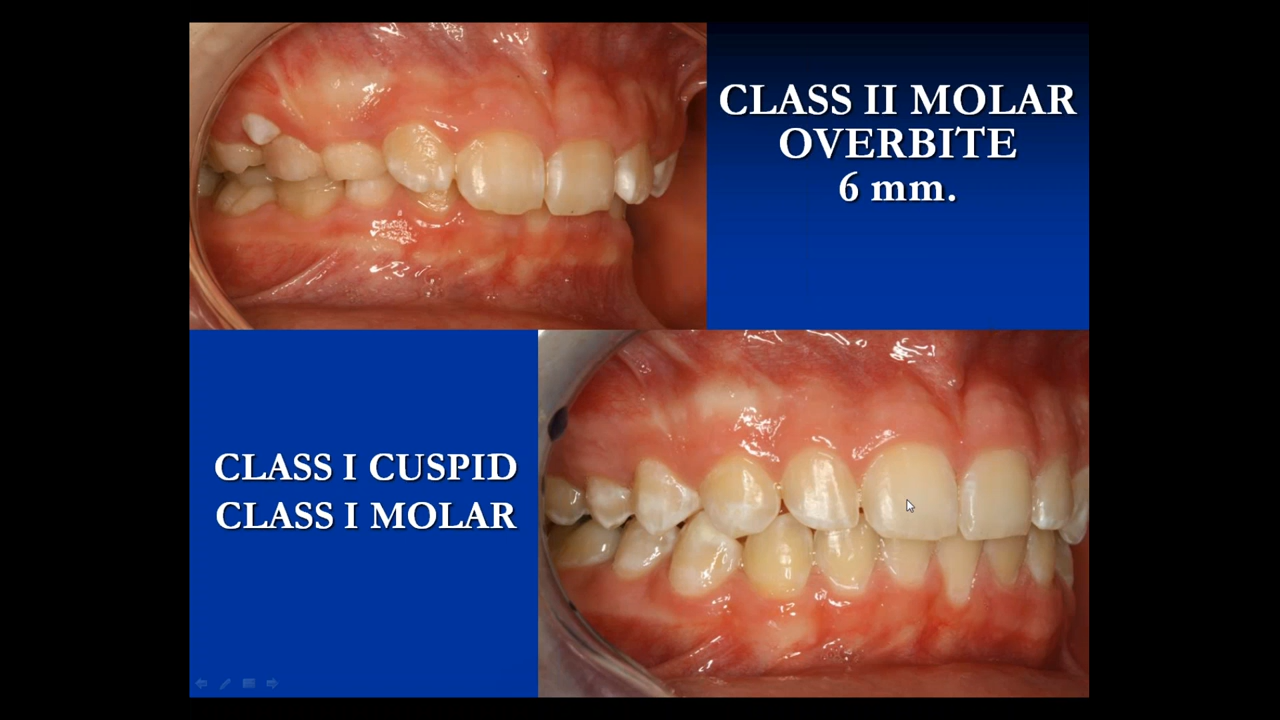 CLASS II MOLAR
OVERBITE
6 mm.
CLASS I CUSPID
CLASS I MOLAR